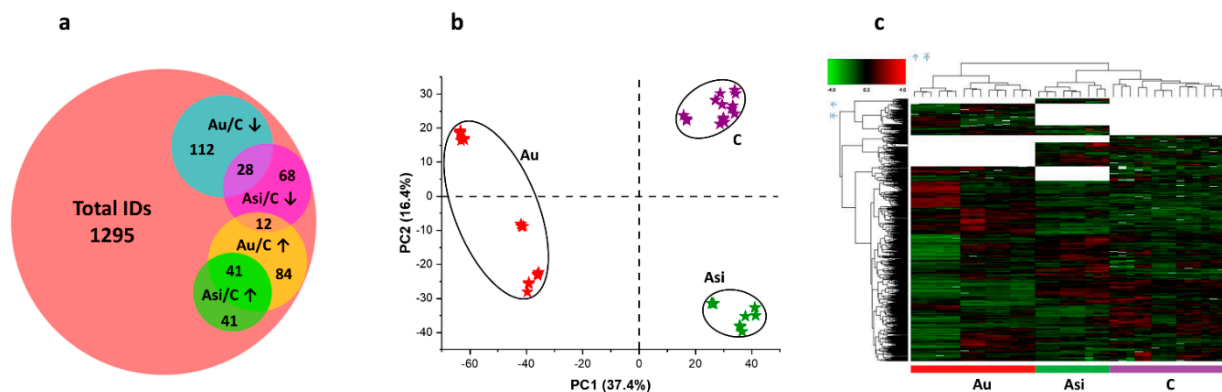 a
Au/C ↓
112
28
68
Asi/C ↓
12
Au/C ↑
41
84
Asi/C ↑
41
Total IDs
1295
b
30
20
10
0
-10
-20
-30
-40
PC2 (16.4%)
-60
-40
-20
0
20
40
PC1 (37.4%)
Au
C
Asi
c
-4.0
4.0
Au
Asi
C